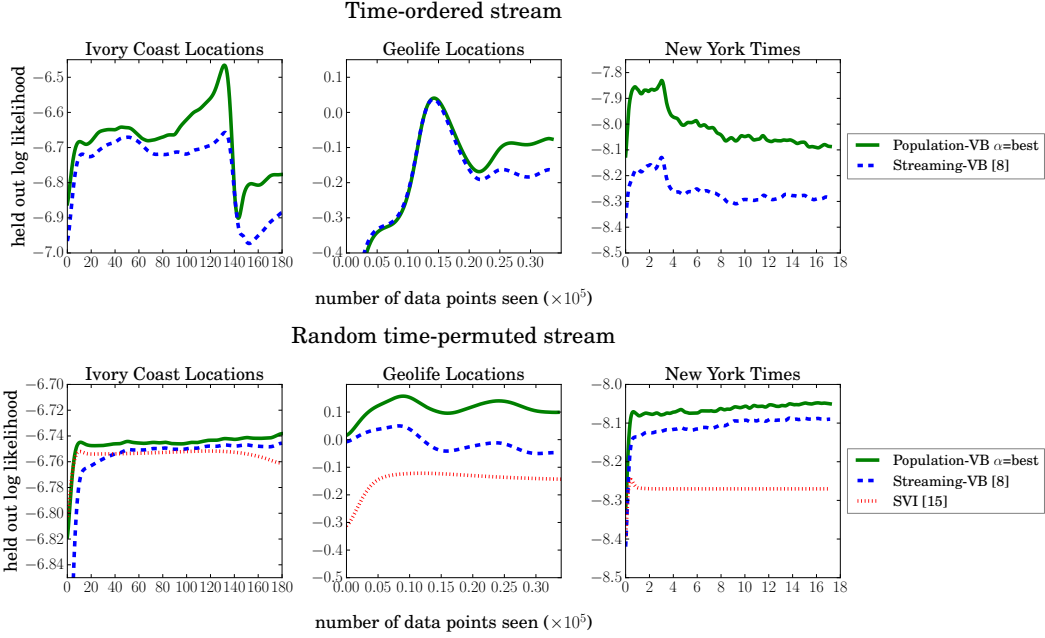 Time-ordered stream
Ivory Coast Locations
Geolife Locations
New York Times
held out log likelihood
−6.5
−6.6
−6.7
−6.8
−6.9
−7.0
0 20 40 60 80 100 120 140 160 180
0.1
0.0
−0.1
−0.2
−0.3
−0.4
0.00 0.05 0.10 0.15 0.20 0.25 0.30
−7.8
−7.9
−8.0
−8.1
−8.2
−8.3
−8.4
−8.5
0 2 4 6 8 10 12 14 16 18
Population-VB α=best
Streaming-VB [8]
number of data points seen (×10⁵)
Random time-permuted stream
Ivory Coast Locations
Geolife Locations
New York Times
held out log likelihood
−6.70
−6.72
−6.74
−6.76
−6.78
−6.80
−6.82
−6.84
0 20 40 60 80 100 120 140 160 180
0.1
0.0
−0.1
−0.2
−0.3
−0.4
−0.5
0.00 0.05 0.10 0.15 0.20 0.25 0.30
−8.0
−8.1
−8.2
−8.3
−8.4
−8.5
0 2 4 6 8 10 12 14 16 18
Population-VB α=best
Streaming-VB [8]
SVI [15]
number of data points seen (×10⁵)